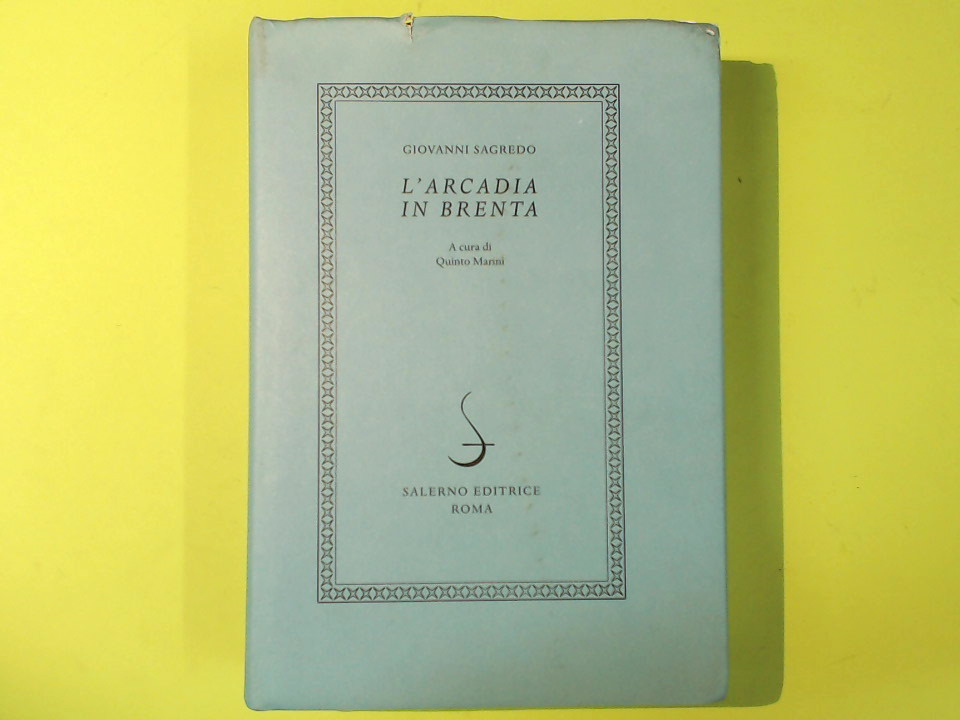 GIOVANNI SAGREDO
L'ARCADIA
IN BRENTA
A cura di
Quinto Marini
SALERNO EDITRICE
ROMA